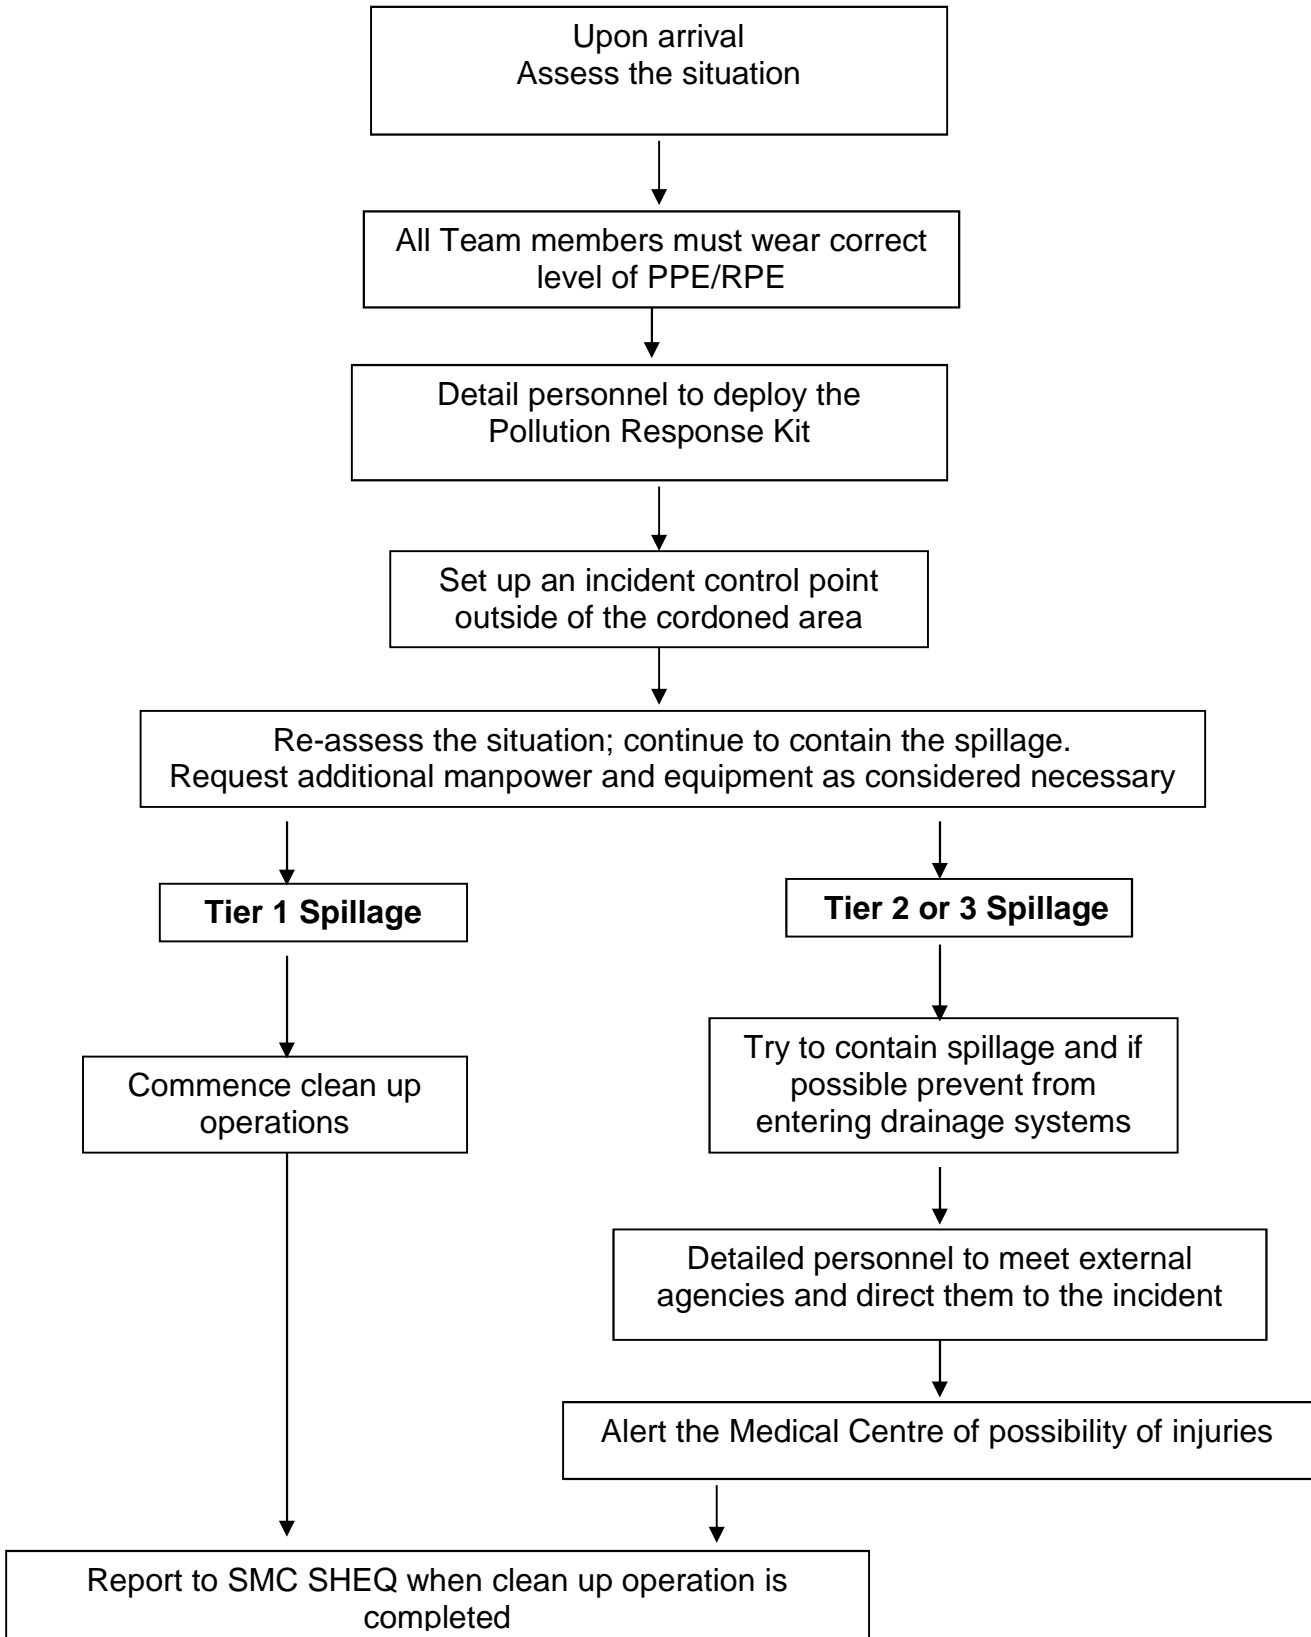 Upon arrival
Assess the situation
All Team members must wear correct
level of PPE/RPE
Detail personnel to deploy the
Pollution Response Kit
Set up an incident control point
outside of the cordoned area
Re-assess the situation; continue to contain the spillage.
Request additional manpower and equipment as considered necessary
Tier 1 Spillage
Commence clean up
operations
Tier 2 or 3 Spillage
Try to contain spillage and if
possible prevent from
entering drainage systems
Detailed personnel to meet external
agencies and direct them to the incident
Alert the Medical Centre of possibility of injuries
Report to SMC SHEQ when clean up operation is
completed